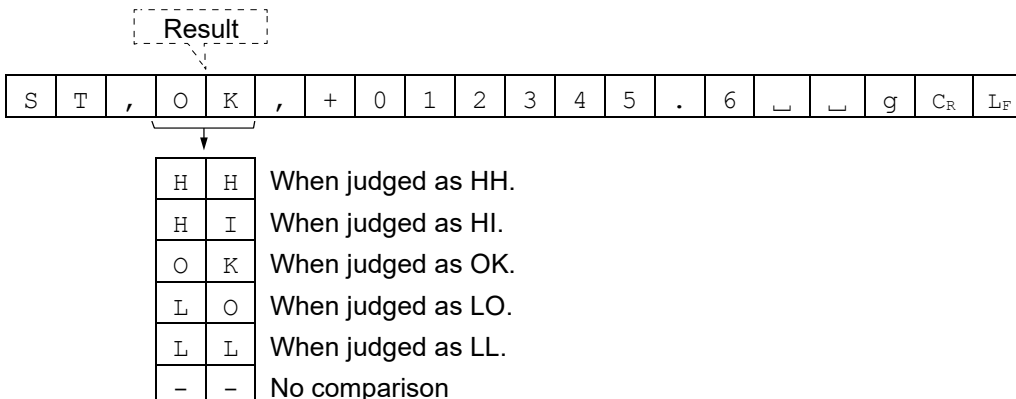 Result
S T , O K , + 0 1 2 3 4 5 . 6 ␣ ␣ g CR LF
H H When judged as HH.
H I When judged as HI.
O K When judged as OK.
L O When judged as LO.
L L When judged as LL.
- - No comparison